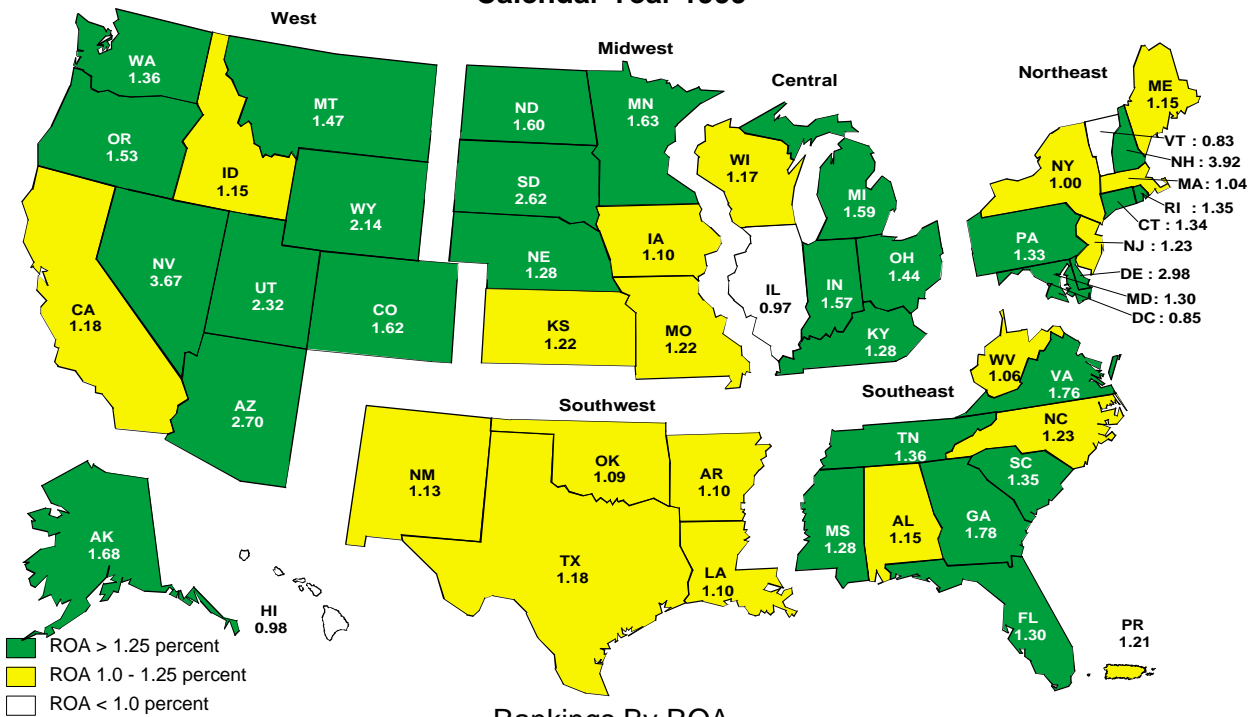 West
Midwest
Central
Northeast
Southeast
Southwest
WA
1.36
OR
1.53
MT
1.47
ID
1.15
WY
2.14
NV
3.67
UT
2.32
CO
1.62
CA
1.18
AZ
2.70
AK
1.68
HI
0.98
ND
1.60
MN
1.63
SD
2.62
NE
1.28
IA
1.10
KS
1.22
MO
1.22
WI
1.17
MI
1.59
IL
0.97
IN
1.57
OH
1.44
KY
1.28
ME
1.15
NY
1.00
VT : 0.83
NH : 3.92
MA : 1.04
RI : 1.35
CT : 1.34
NJ : 1.23
PA
1.33
DE : 2.98
MD: 1.30
DC : 0.85
WV
1.06
VA
1.76
NC
1.23
TN
1.36
SC
1.35
MS
1.28
AL
1.15
GA
1.78
FL
1.30
PR
1.21
NM
1.13
OK
1.09
AR
1.10
TX
1.18
LA
1.10
ROA > 1.25 percent
ROA 1.0 - 1.25 percent
ROA < 1.0 percent